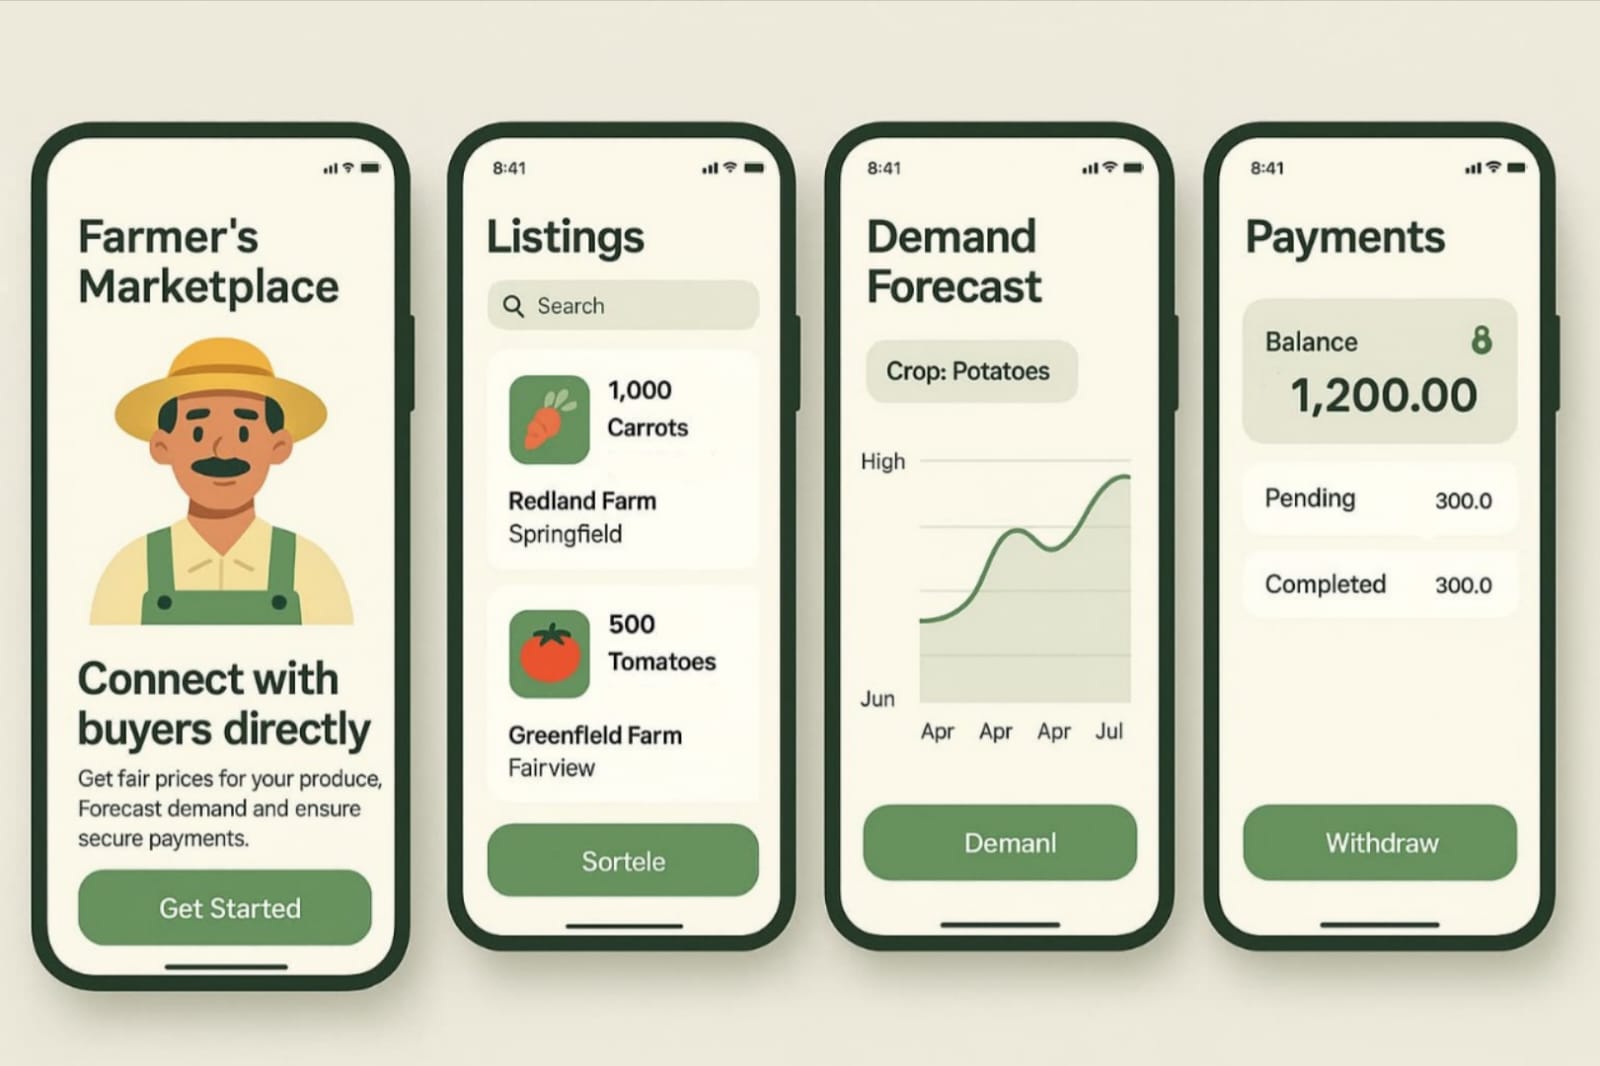 Farmer's
Marketplace
Connect with
buyers directly
Get fair prices for your produce,
Forecast demand and ensure
secure payments.
Get Started
8:41
Listings
Search
1,000
Carrots
Redland Farm
Springfield
500
Tomatoes
Greenfield Farm
Fairview
Sortele
8:41
Demand
Forecast
Crop: Potatoes
High
Jun
Apr Apr Apr Jul
Demanl
8:41
Payments
Balance 8
1,200.00
Pending 300.0
Completed 300.0
Withdraw